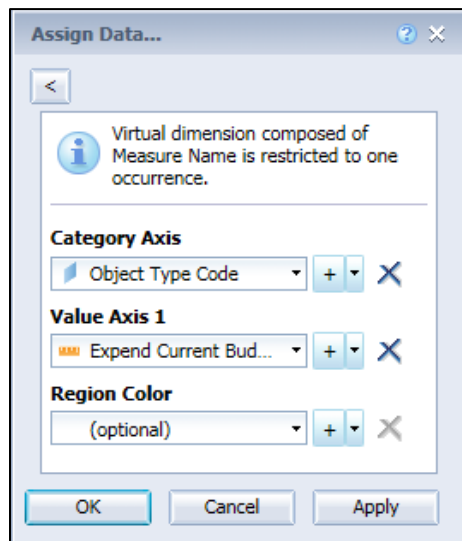 Assign Data...
?
<
Virtual dimension composed of
Measure Name is restricted to one
occurrence.
Category Axis
Object Type Code
+
Value Axis 1
Expend Current Bud...
+
Region Color
(optional)
+
OK Cancel Apply